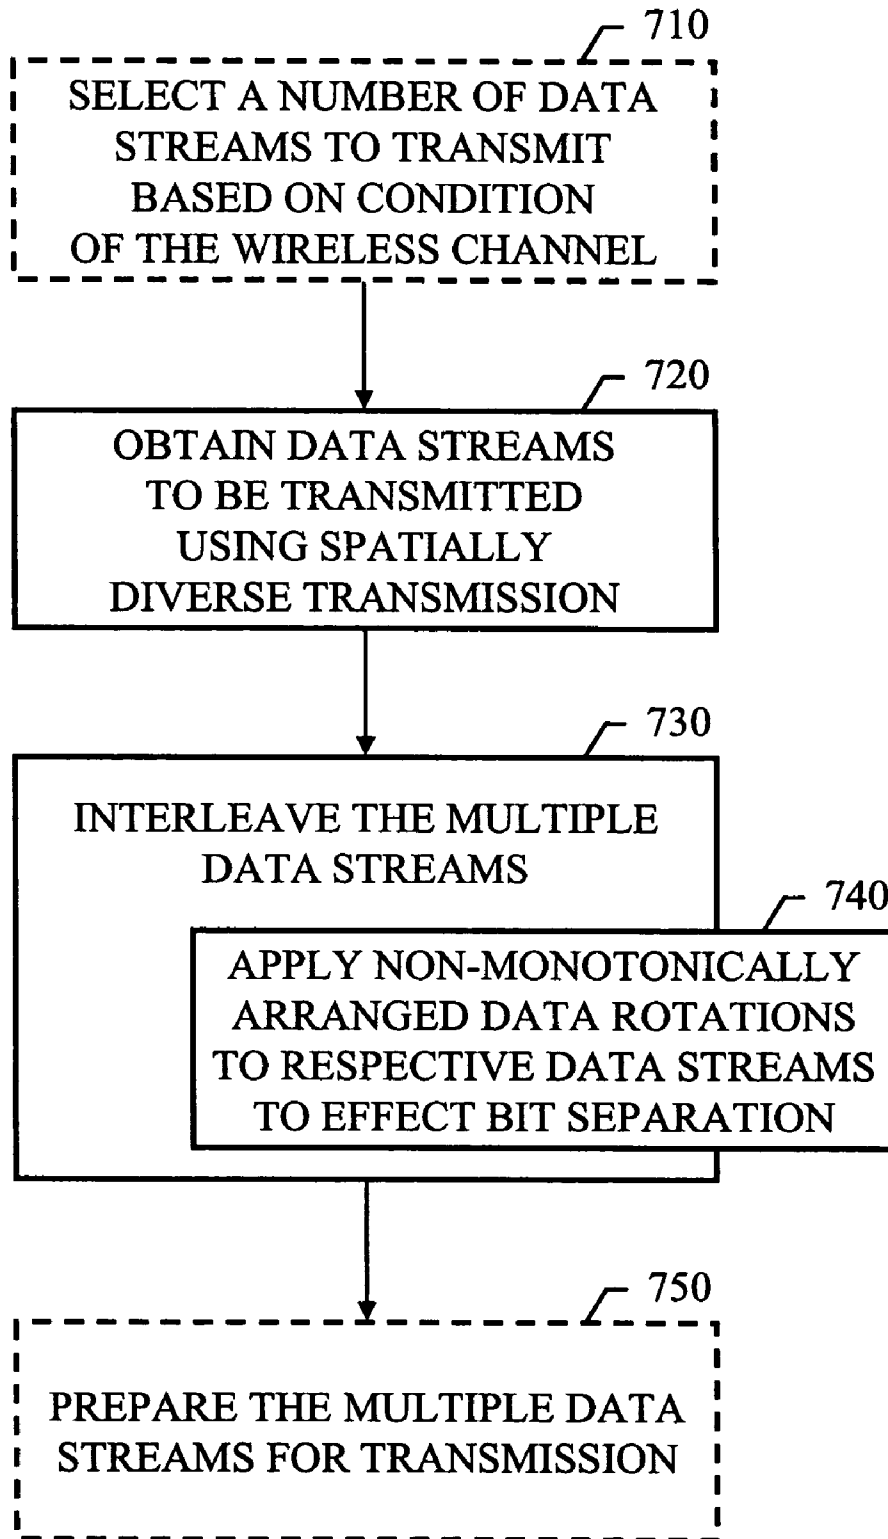 710
SELECT A NUMBER OF DATA
STREAMS TO TRANSMIT
BASED ON CONDITION
OF THE WIRELESS CHANNEL
720
OBTAIN DATA STREAMS
TO BE TRANSMITTED
USING SPATIALLY
DIVERSE TRANSMISSION
730
INTERLEAVE THE MULTIPLE
DATA STREAMS
740
APPLY NON-MONOTONICALLY
ARRANGED DATA ROTATIONS
TO RESPECTIVE DATA STREAMS
TO EFFECT BIT SEPARATION
750
PREPARE THE MULTIPLE DATA
STREAMS FOR TRANSMISSION